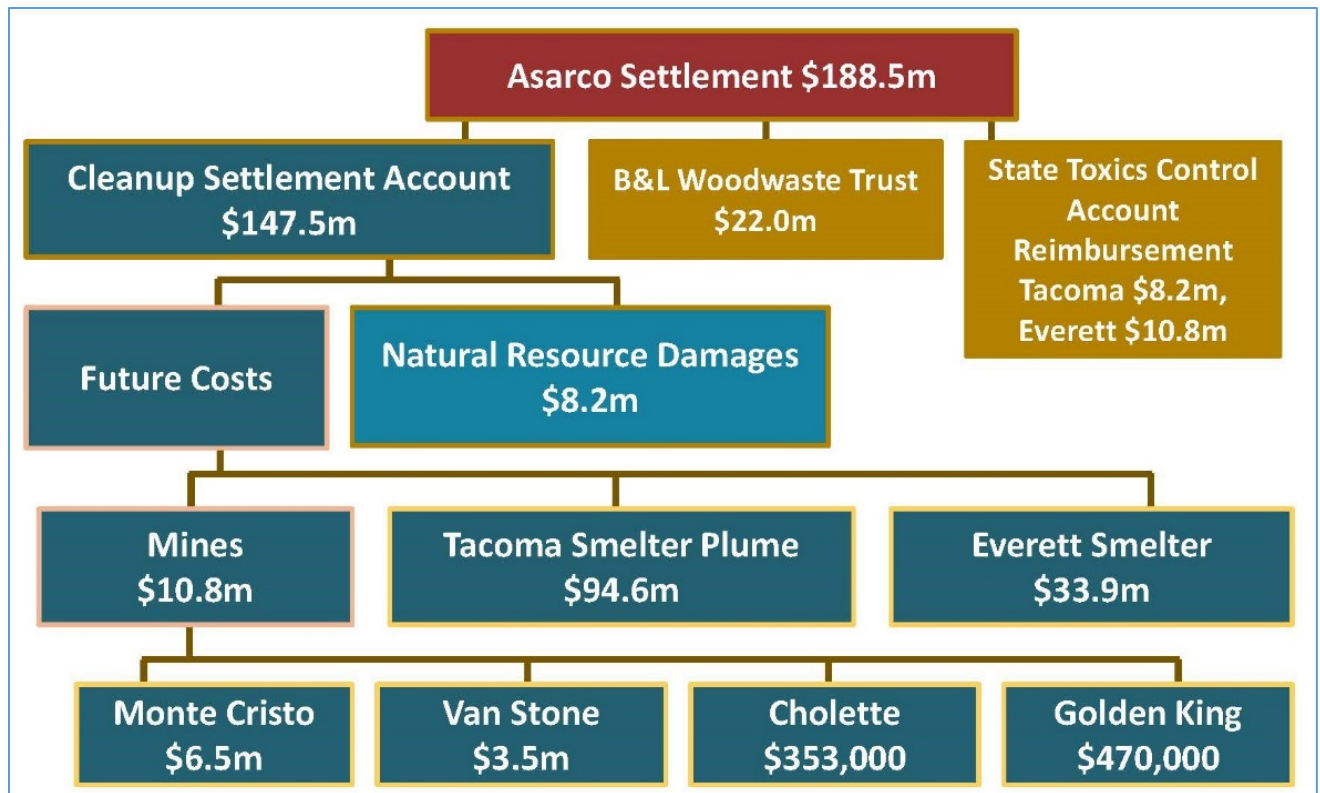 Asarco Settlement $188.5m
Cleanup Settlement Account
$147.5m
B&L Woodwaste Trust
$22.0m
State Toxics Control
Account
Reimbursement
Tacoma $8.2m,
Everett $10.8m
Future Costs
Natural Resource Damages
$8.2m
Mines
$10.8m
Tacoma Smelter Plume
$94.6m
Everett Smelter
$33.9m
Monte Cristo
$6.5m
Van Stone
$3.5m
Cholette
$353,000
Golden King
$470,000